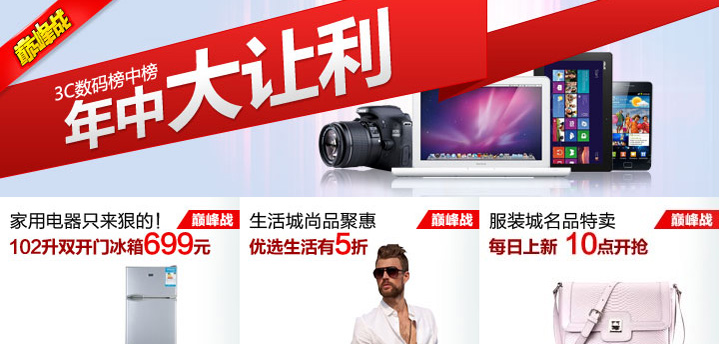 巅峰战
3C数码榜中榜
年中大让利
家用电器只来狠的！
巅峰战
102升双开门冰箱699元
生活城尚品聚惠
巅峰战
优选生活有5折
服装城名品特卖
巅峰战
每日上新 10点开抢